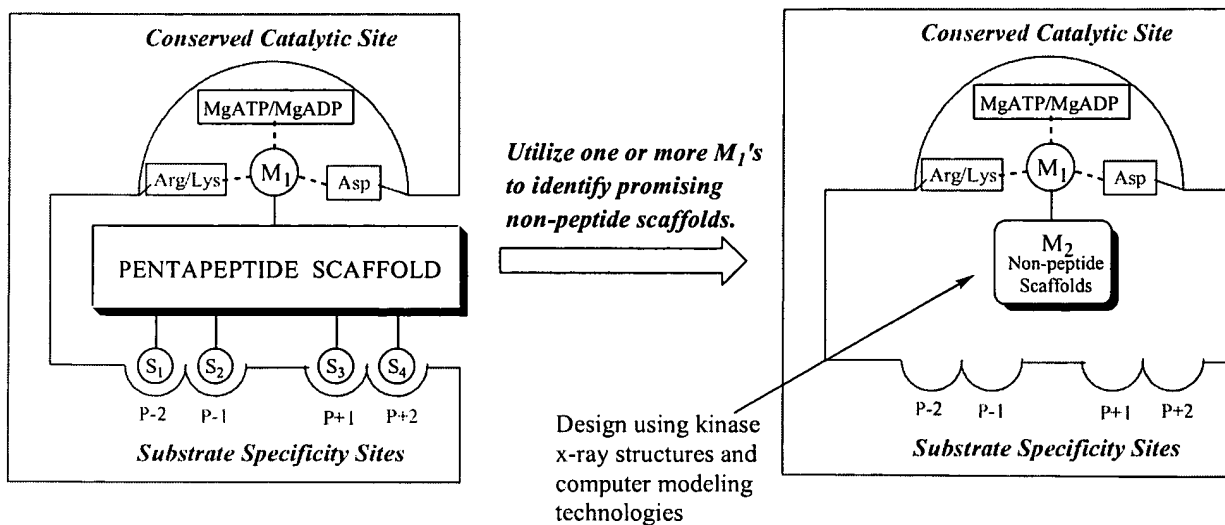 Conserved Catalytic Site
MgATP/MgADP
Arg/Lys
M1
Asp
PENTAPEPTIDE SCAFFOLD
S1
S2
S3
S4
P-2
P-1
P+1
P+2
Substrate Specificity Sites
Utilize one or more M1's
to identify promising
non-peptide scaffolds.
Design using kinase
x-ray structures and
computer modeling
technologies
Conserved Catalytic Site
MgATP/MgADP
Arg/Lys
M1
Asp
M2
Non-peptide
Scaffolds
P-2
P-1
P+1
P+2
Substrate Specificity Sites